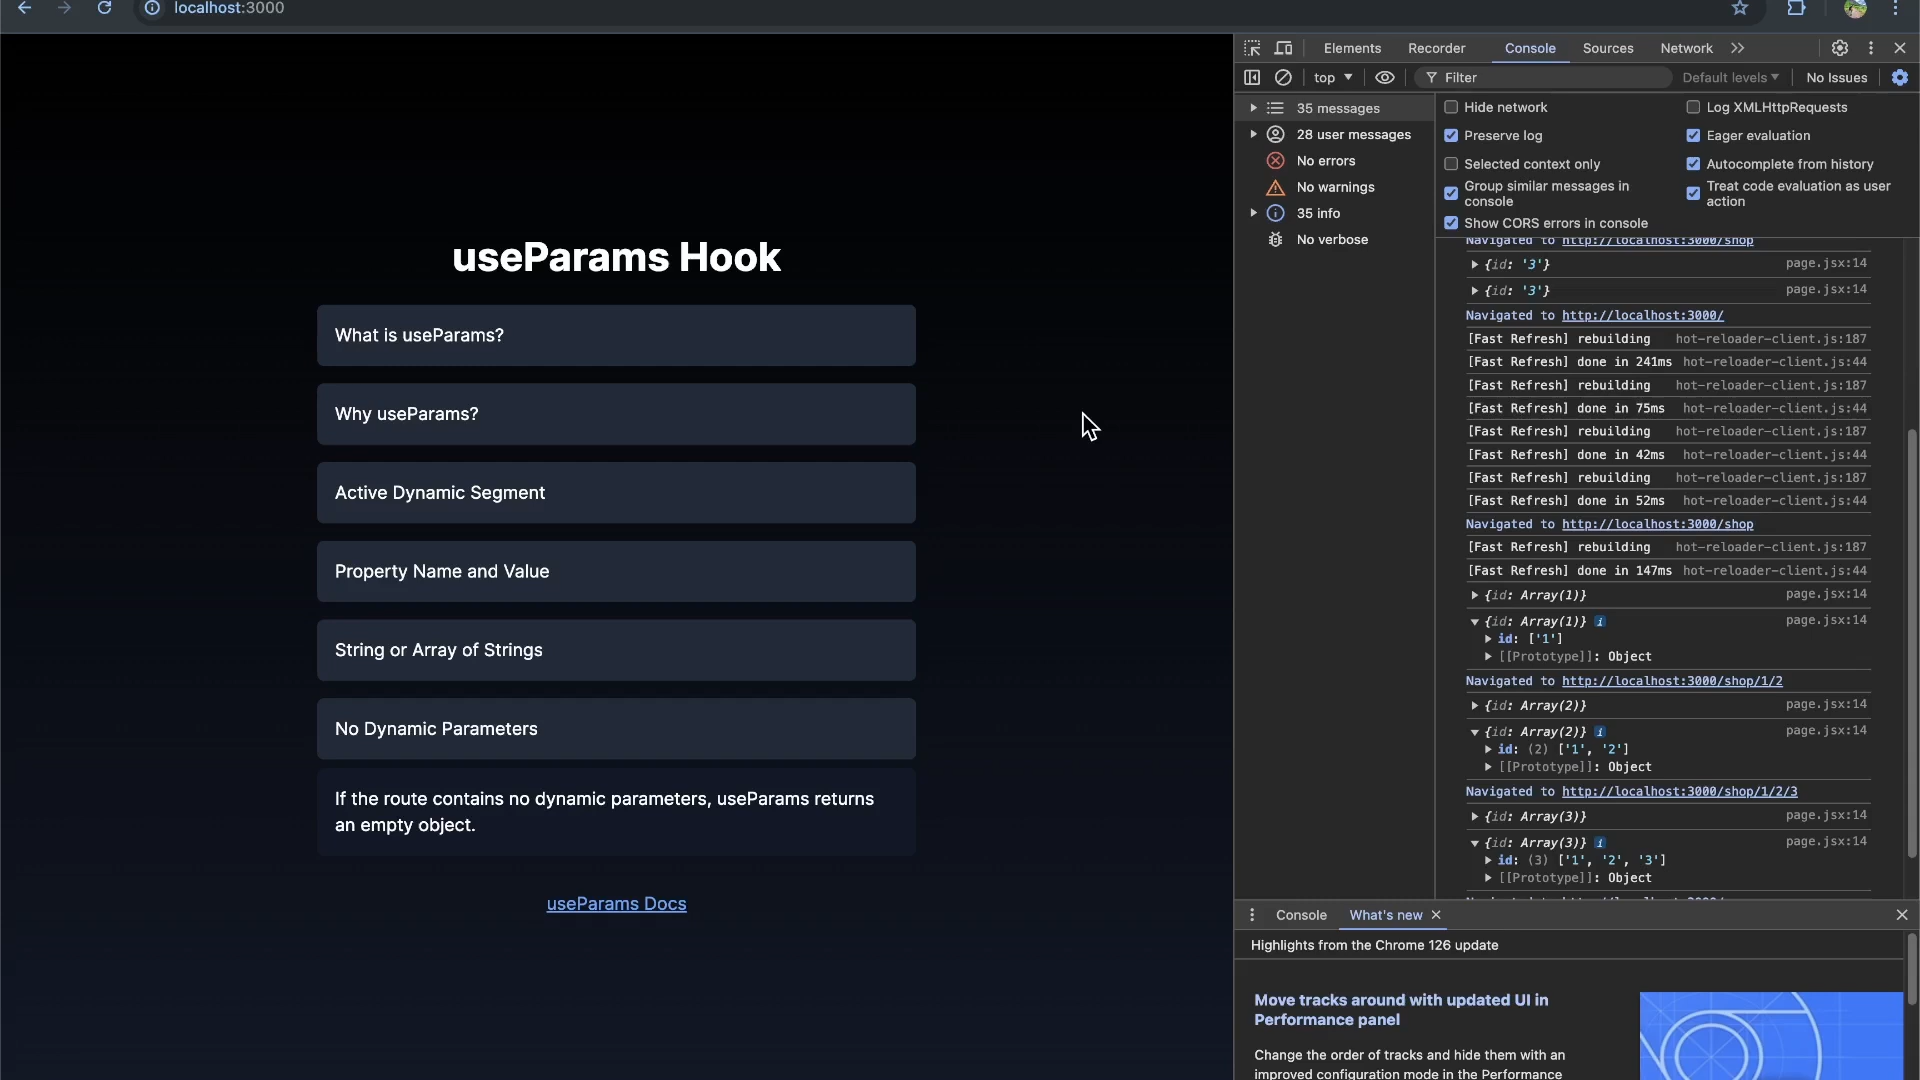 localhost:3000
useParams Hook
What is useParams?
Why useParams?
Active Dynamic Segment
Property Name and Value
String or Array of Strings
No Dynamic Parameters
If the route contains no dynamic parameters, useParams returns
an empty object.
useParams Docs
Elements Recorder Console Sources Network
top Filter Default levels No Issues
35 messages
28 user messages
No errors
No warnings
35 info
No verbose
Hide network Log XMLHttpRequests
Preserve log Eager evaluation
Selected context only Autocomplete from history
Group similar messages in
console
Treat code evaluation as user
action
Show CORS errors in console
Navigated to http://localhost:3000/shop
{id: '3'} page.jsx:14
{id: '3'} page.jsx:14
Navigated to http://localhost:3000/
[Fast Refresh] rebuilding hot-reloader-client.js:187
[Fast Refresh] done in 241ms hot-reloader-client.js:44
[Fast Refresh] rebuilding hot-reloader-client.js:187
[Fast Refresh] done in 75ms hot-reloader-client.js:44
[Fast Refresh] rebuilding hot-reloader-client.js:187
[Fast Refresh] done in 42ms hot-reloader-client.js:44
[Fast Refresh] rebuilding hot-reloader-client.js:187
[Fast Refresh] done in 52ms hot-reloader-client.js:44
Navigated to http://localhost:3000/shop
[Fast Refresh] rebuilding hot-reloader-client.js:187
[Fast Refresh] done in 147ms hot-reloader-client.js:44
{id: Array(1)} page.jsx:14
{id: Array(1)} i page.jsx:14
id: ['1']
[[Prototype]]: Object
Navigated to http://localhost:3000/shop/1/2
{id: Array(2)} page.jsx:14
{id: Array(2)} i page.jsx:14
id: (2) ['1', '2']
[[Prototype]]: Object
Navigated to http://localhost:3000/shop/1/2/3
{id: Array(3)} page.jsx:14
{id: Array(3)} i page.jsx:14
id: (3) ['1', '2', '3']
[[Prototype]]: Object
Console What's new
Highlights from the Chrome 126 update
Move tracks around with updated UI in
Performance panel
Change the order of tracks and hide them with an
improved configuration mode in the Performance